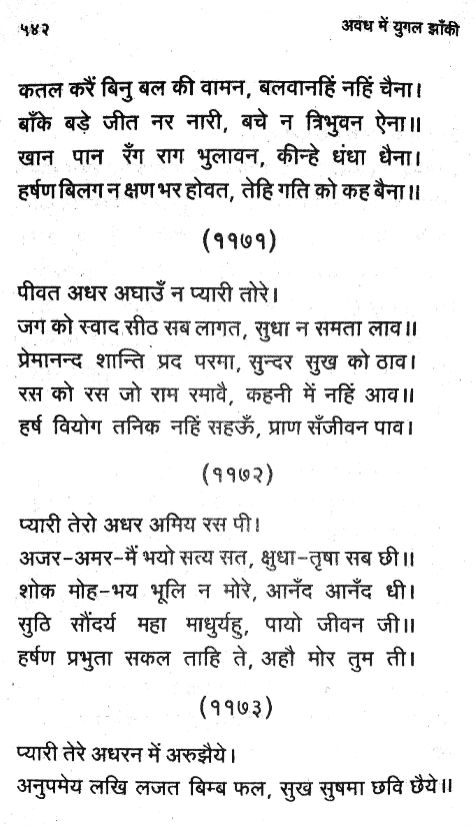 ५४२ अवध में युगल झाँकी
कतल करैं बिनु बल की वामन, बलवानहिं नहिं चैना।
बाँके बड़े जीत नर नारी, बचे न त्रिभुवन ऐना॥
खान पान रँग राग भुलावन, कीन्हे धंधा धैना।
हर्षण बिलग न क्षण भर होवत, तेहि गति को कह बैना॥
(११७१)
पीवत अधर अघाउँ न प्यारी तोरे।
जग को स्वाद सीठ सब लागत, सुधा न समता लाव॥
प्रेमानन्द शान्ति प्रद परमा, सुन्दर सुख को ठाव।
रस को रस जो राम रमावै, कहनी में नहिं आव॥
हर्ष वियोग तनिक नहिं सहऊँ, प्राण सँजीवन पाव।
(११७२)
प्यारी तेरो अधर अमिय रस पी।
अजर-अमर-मैं भयो सत्य सत, क्षुधा-तृषा सब छी॥
शोक मोह-भय भूलि न मोरे, आनँद आनँद धी।
सुठि सौंदर्य महा माधुर्यहु, पायो जीवन जी॥
हर्षण प्रभुता सकल ताहि ते, अहौ मोर तुम ती।
(११७३)
प्यारी तेरे अधरन में अरुझैये।
अनुपमेय लखि लजत बिम्ब फल, सुख सुषमा छवि छैये॥